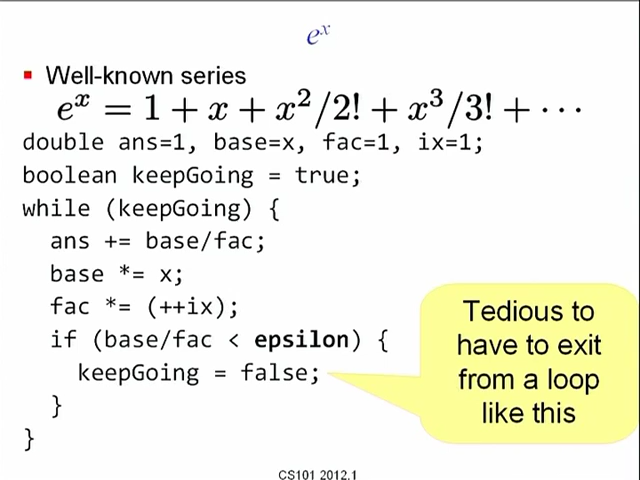 e^x
Well-known series
e^x = 1 + x + x^2/2! + x^3/3! + ···
double ans=1, base=x, fac=1, ix=1;
boolean keepGoing = true;
while (keepGoing) {
ans += base/fac;
base *= x;
fac *= (++ix);
if (base/fac < epsilon) {
keepGoing = false;
}
}
Tedious to
have to exit
from a loop
like this
CS101 2012.1